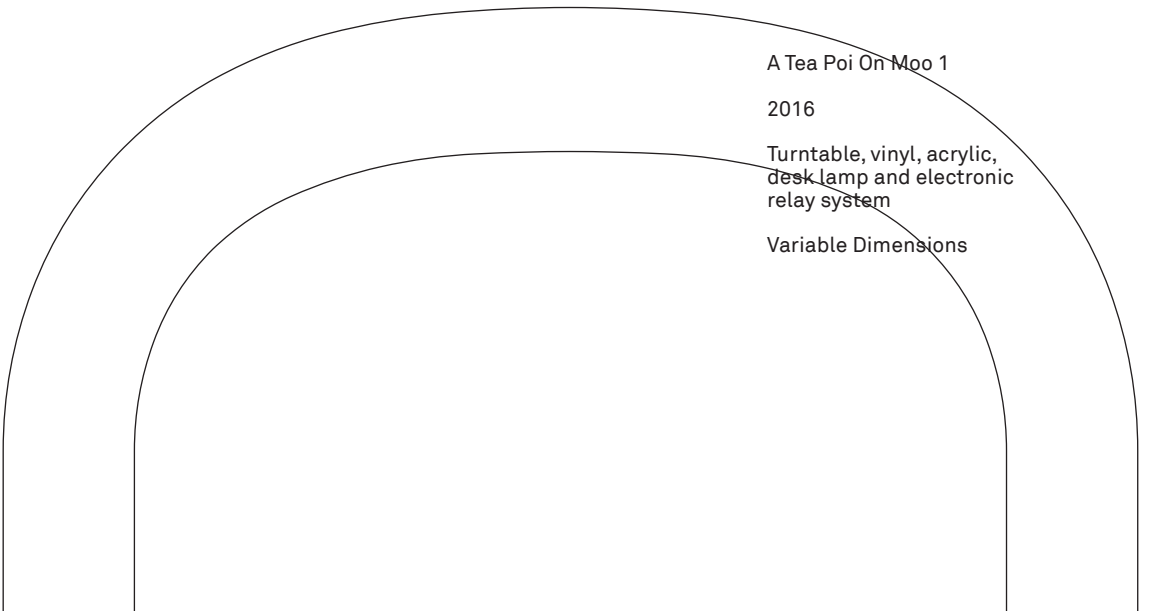 A Tea Poi On Moo 1
2016
Turntable, vinyl, acrylic,
desk lamp and electronic
relay system
Variable Dimensions